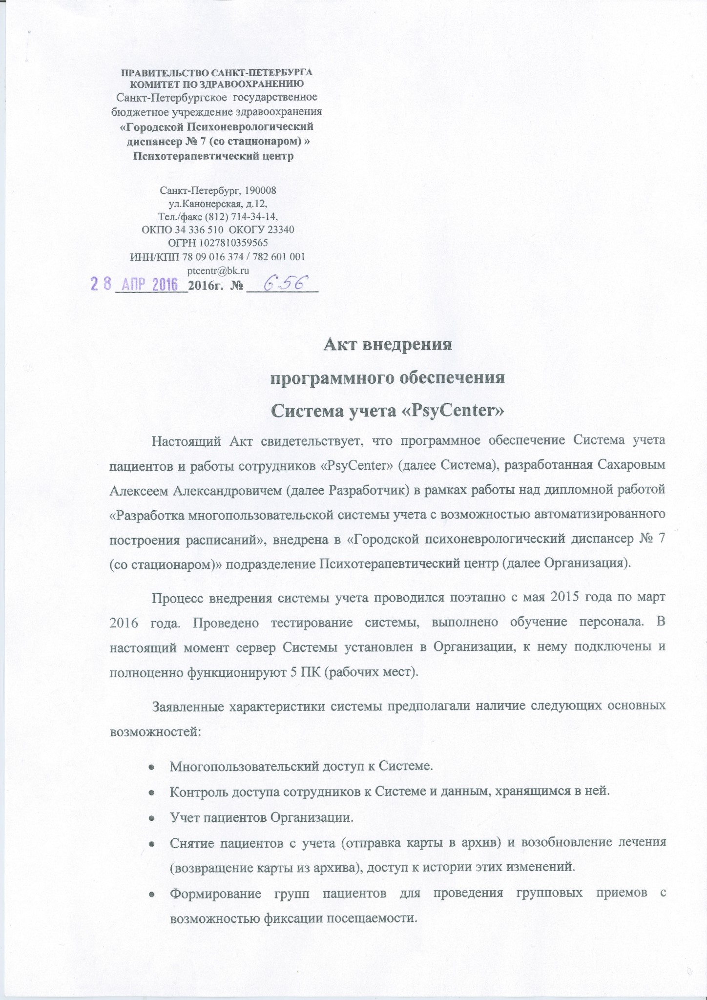 ПРАВИТЕЛЬСТВО САНКТ-ПЕТЕРБУРГА
КОМИТЕТ ПО ЗДРАВООХРАНЕНИЮ
Санкт-Петербургское государственное
бюджетное учреждение здравоохранения
«Городской Психоневрологический
диспансер № 7 (со стационаром) »
Психотерапевтический центр
Санкт-Петербург, 190008
ул.Канонерская, д.12,
Тел./факс (812) 714-34-14,
ОКПО 34 336 510 ОКОГУ 23340
ОГРН 1027810359565
ИНН/КПП 78 09 016 374 / 782 601 001
ptcentr@bk.ru
28 АПР 2016 2016г. № 656
Акт внедрения
программного обеспечения
Система учета «PsyCenter»
Настоящий Акт свидетельствует, что программное обеспечение Система учета
пациентов и работы сотрудников «PsyCenter» (далее Система), разработанная Сахаровым
Алексеем Александровичем (далее Разработчик) в рамках работы над дипломной работой
«Разработка многопользовательской системы учета с возможностью автоматизированного
построения расписаний», внедрена в «Городской психоневрологический диспансер № 7
(со стационаром)» подразделение Психотерапевтический центр (далее Организация).
Процесс внедрения системы учета проводился поэтапно с мая 2015 года по март
2016 года. Проведено тестирование системы, выполнено обучение персонала. В
настоящий момент сервер Системы установлен в Организации, к нему подключены и
полноценно функционируют 5 ПК (рабочих мест).
Заявленные характеристики системы предполагали наличие следующих основных
возможностей:
• Многопользовательский доступ к Системе.
• Контроль доступа сотрудников к Системе и данным, хранящимся в ней.
• Учет пациентов Организации.
• Снятие пациентов с учета (отправка карты в архив) и возобновление лечения
(возвращение карты из архива), доступ к истории этих изменений.
• Формирование групп пациентов для проведения групповых приемов с
возможностью фиксации посещаемости.